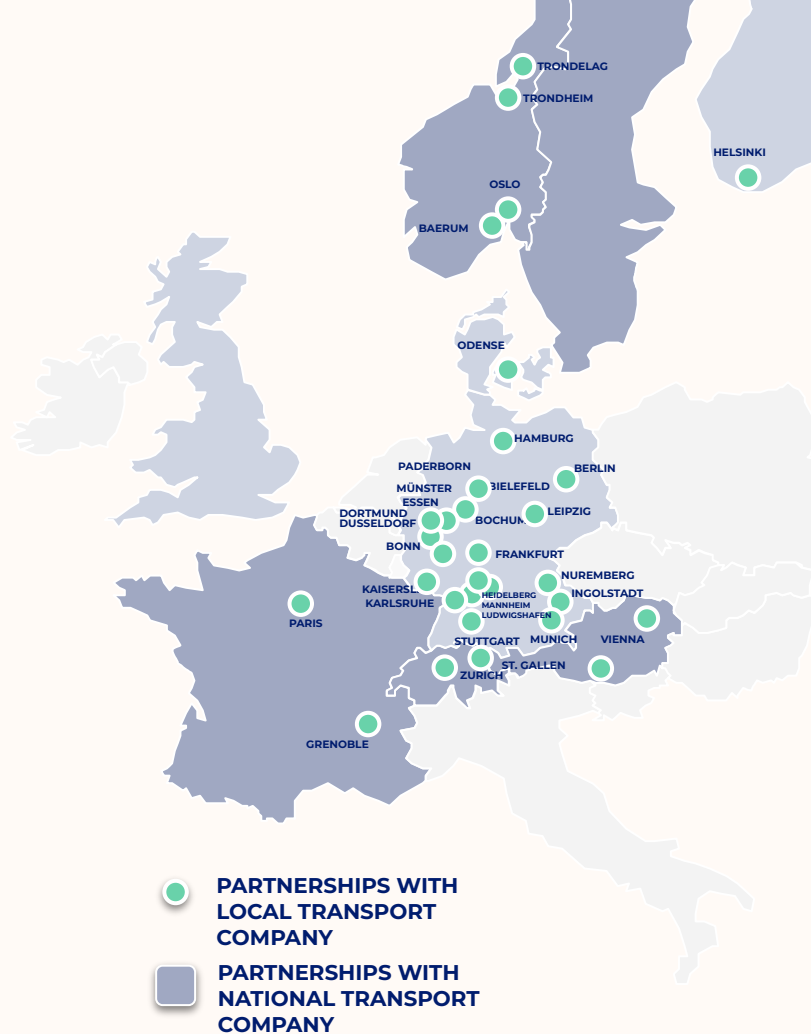 TRONDELAG
TRONDHEIM
HELSINKI
OSLO
BAERUM
ODENSE
HAMBURG
PADERBORN
BERLIN
MÜNSTER
BIELEFELD
ESSEN
DORTMUND
LEIPZIG
DUSSELDORF
BOCHUM
BONN
FRANKFURT
NUREMBERG
KAISERSL
INGOLSTADT
HEIDELBERG
KARLSRUHE
MANNHEIM
LUDWIGSHAFEN
PARIS
STUTTGART
MUNICH
VIENNA
ST. GALLEN
ZURICH
GRENOBLE
PARTNERSHIPS WITH
LOCAL TRANSPORT
COMPANY
PARTNERSHIPS WITH
NATIONAL TRANSPORT
COMPANY